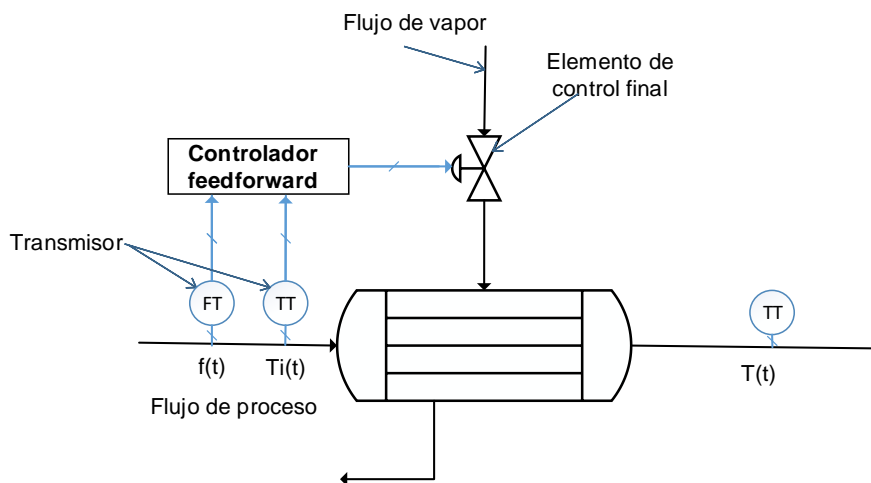 Flujo de vapor
Elemento de
control final
Controlador
feedforward
Transmisor
FT
TT
TT
f(t)
Ti(t)
T(t)
Flujo de proceso